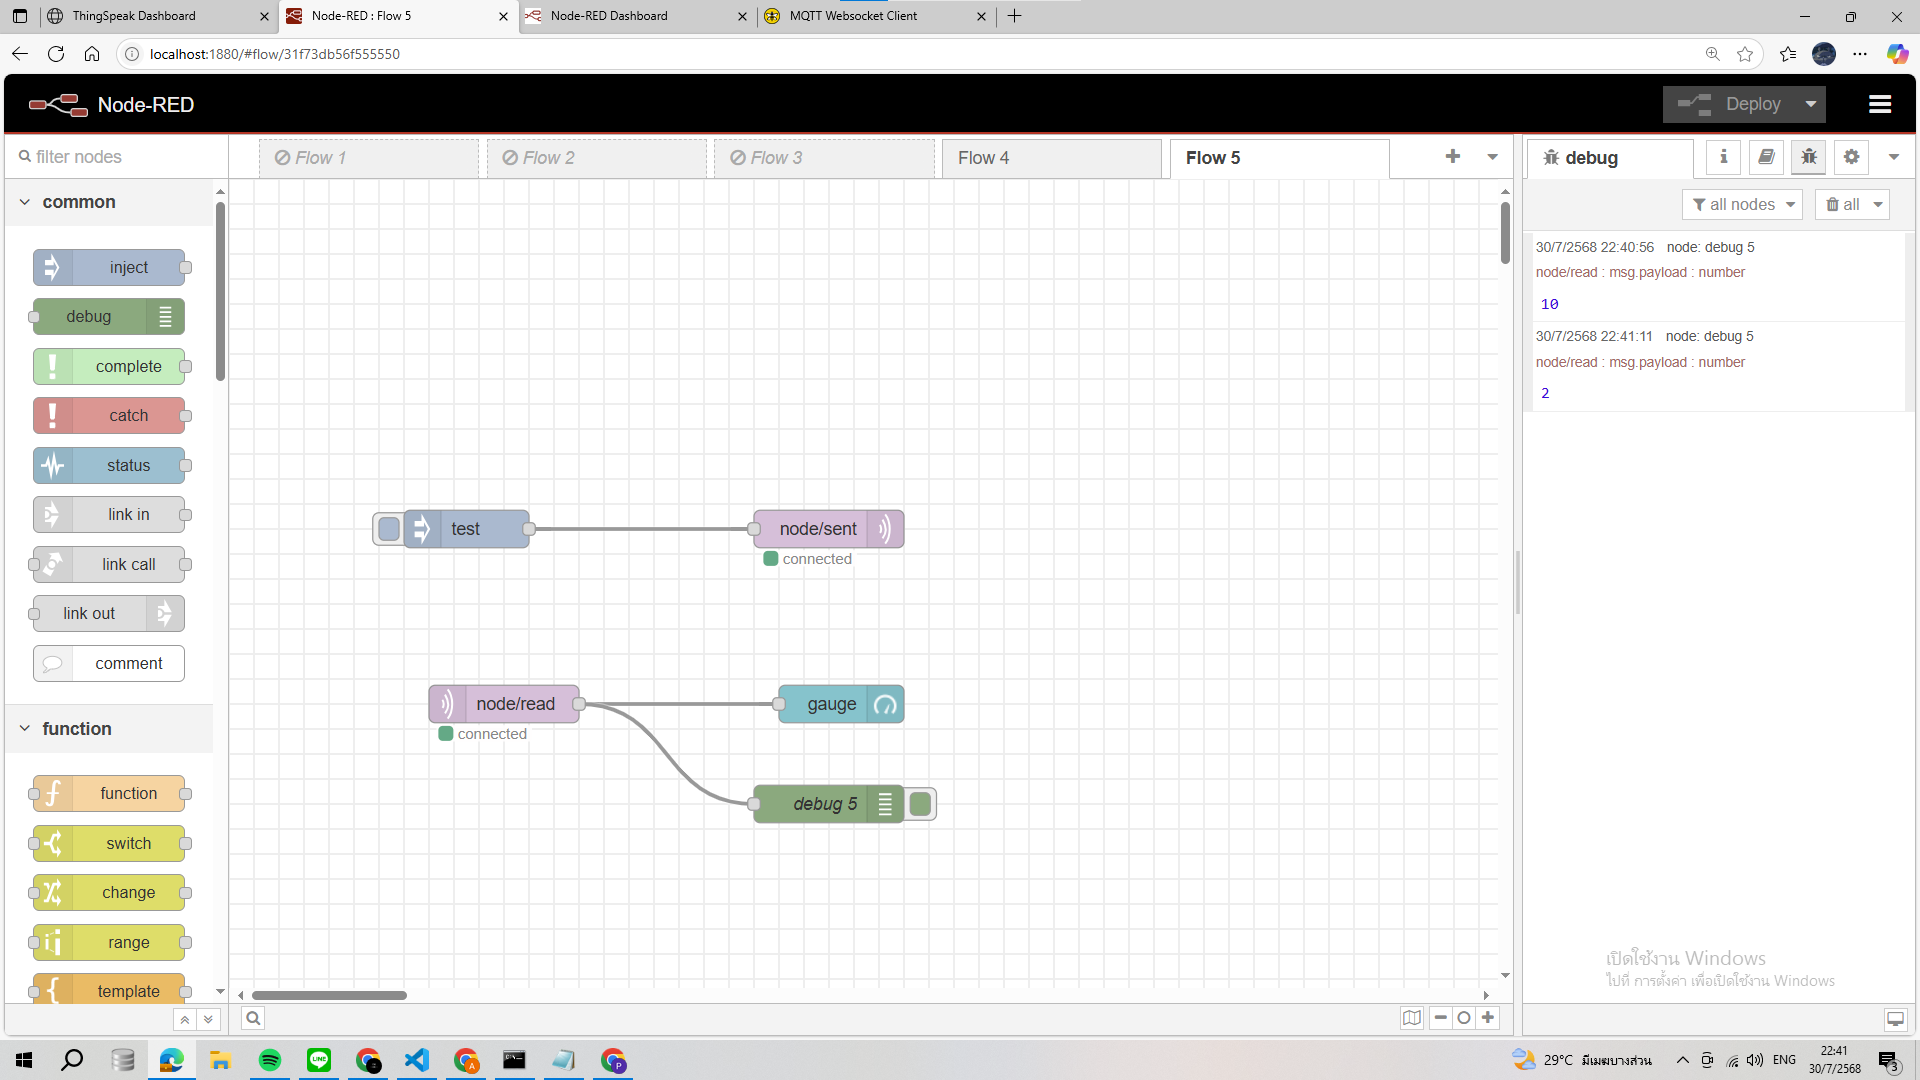 ThingSpeak Dashboard
Node-RED : Flow 5
Node-RED Dashboard
MQTT Websocket Client
localhost:1880/#flow/31f73db56f555550
Node-RED
Deploy
filter nodes
Flow 1
Flow 2
Flow 3
Flow 4
Flow 5
debug
common
all nodes
all
inject
debug
complete
catch
status
link in
link call
link out
comment
function
function
switch
change
range
template
test
node/sent
connected
node/read
connected
gauge
debug 5
30/7/2568 22:40:56 node: debug 5
node/read : msg.payload : number
10
30/7/2568 22:41:11 node: debug 5
node/read : msg.payload : number
2
เปิดใช้งาน Windows
ไปที่ การตั้งค่า เพื่อเปิดใช้งาน Windows
29°C มีเมฆบางส่วน
ENG
22:41
30/7/2568
3